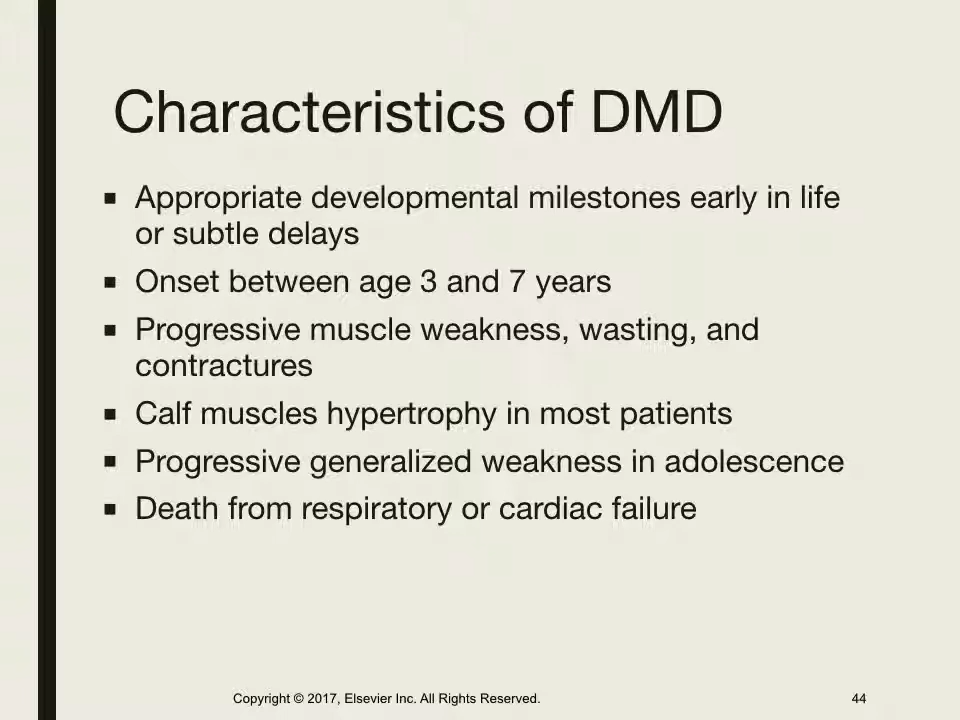 Characteristics of DMD
▪ Appropriate developmental milestones early in life
or subtle delays
▪ Onset between age 3 and 7 years
▪ Progressive muscle weakness, wasting, and
contractures
▪ Calf muscles hypertrophy in most patients
▪ Progressive generalized weakness in adolescence
▪ Death from respiratory or cardiac failure
Copyright © 2017, Elsevier Inc. All Rights Reserved. 44